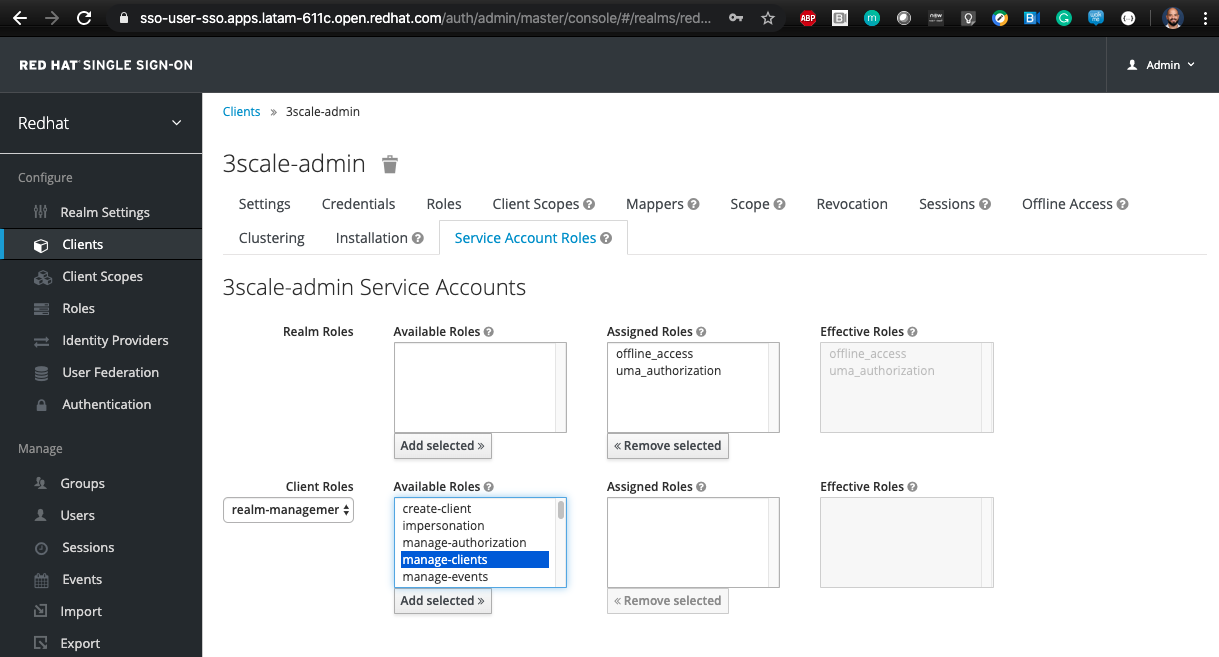 sso-user-sso.apps.latam-611c.open.redhat.com/auth/admin/master/console/#/realms/red...
RED HAT SINGLE SIGN-ON
Admin
Redhat
Configure
Realm Settings
Clients
Client Scopes
Roles
Identity Providers
User Federation
Authentication
Manage
Groups
Users
Sessions
Events
Import
Export
Clients » 3scale-admin
3scale-admin
Settings Credentials Roles Client Scopes Mappers Scope Revocation Sessions Offline Access
Clustering Installation Service Account Roles
3scale-admin Service Accounts
Realm Roles Available Roles Assigned Roles Effective Roles
offline_access offline_access
uma_authorization uma_authorization
Add selected » « Remove selected
Client Roles Available Roles Assigned Roles Effective Roles
realm-managemer
create-client
impersonation
manage-authorization
manage-clients
manage-events
Add selected » « Remove selected